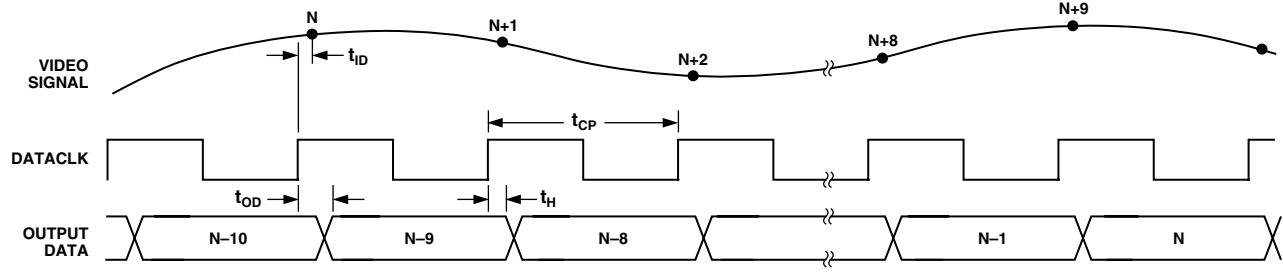 N
N+1
N+2
N+8
N+9
tID
VIDEO
SIGNAL
tCP
DATACLK
tOD
tH
OUTPUT
DATA
N–10
N–9
N–8
N–1
N